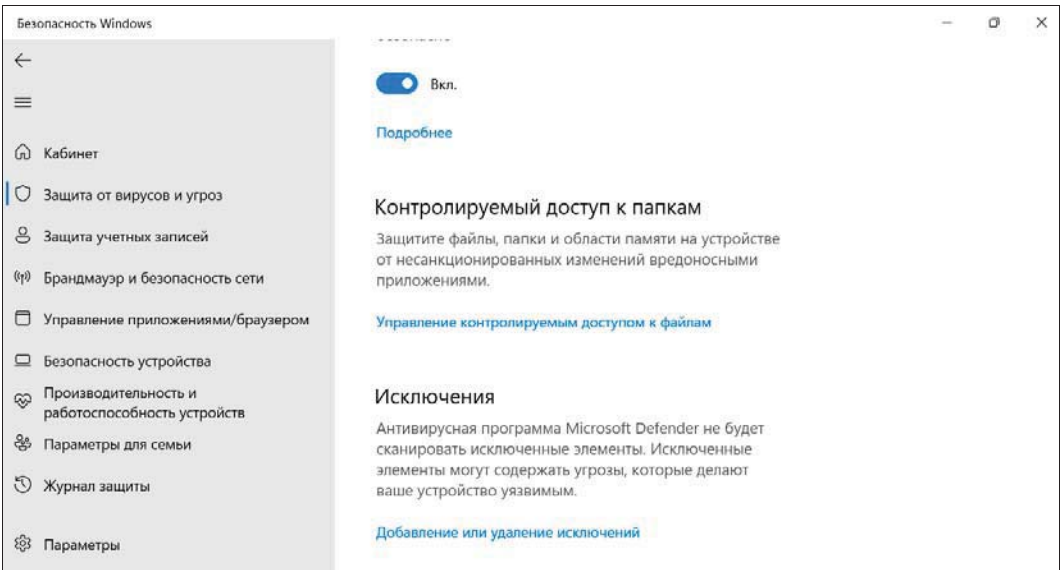 Безопасность Windows
Вкл.
Подробнее
Кабинет
Защита от вирусов и угроз
Защита учетных записей
Брандмауэр и безопасность сети
Управление приложениями/браузером
Безопасность устройства
Производительность и
работоспособность устройств
Параметры для семьи
Журнал защиты
Параметры
Контролируемый доступ к папкам
Защитите файлы, папки и области памяти на устройстве
от несанкционированных изменений вредоносными
приложениями.
Управление контролируемым доступом к файлам
Исключения
Антивирусная программа Microsoft Defender не будет
сканировать исключенные элементы. Исключенные
элементы могут содержать угрозы, которые делают
ваше устройство уязвимым.
Добавление или удаление исключений